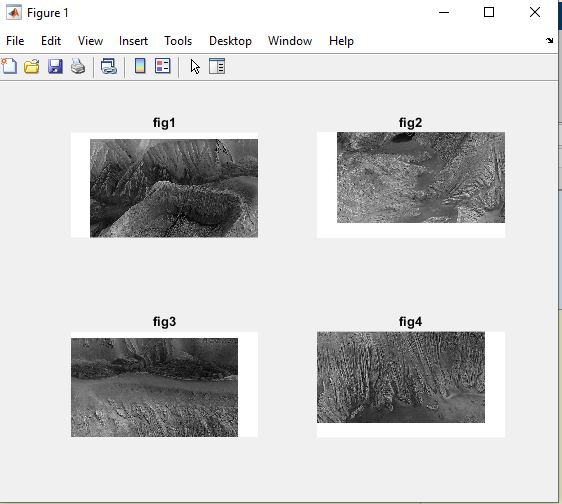 Figure 1
File Edit View Insert Tools Desktop Window Help
fig1 fig2
fig3 fig4